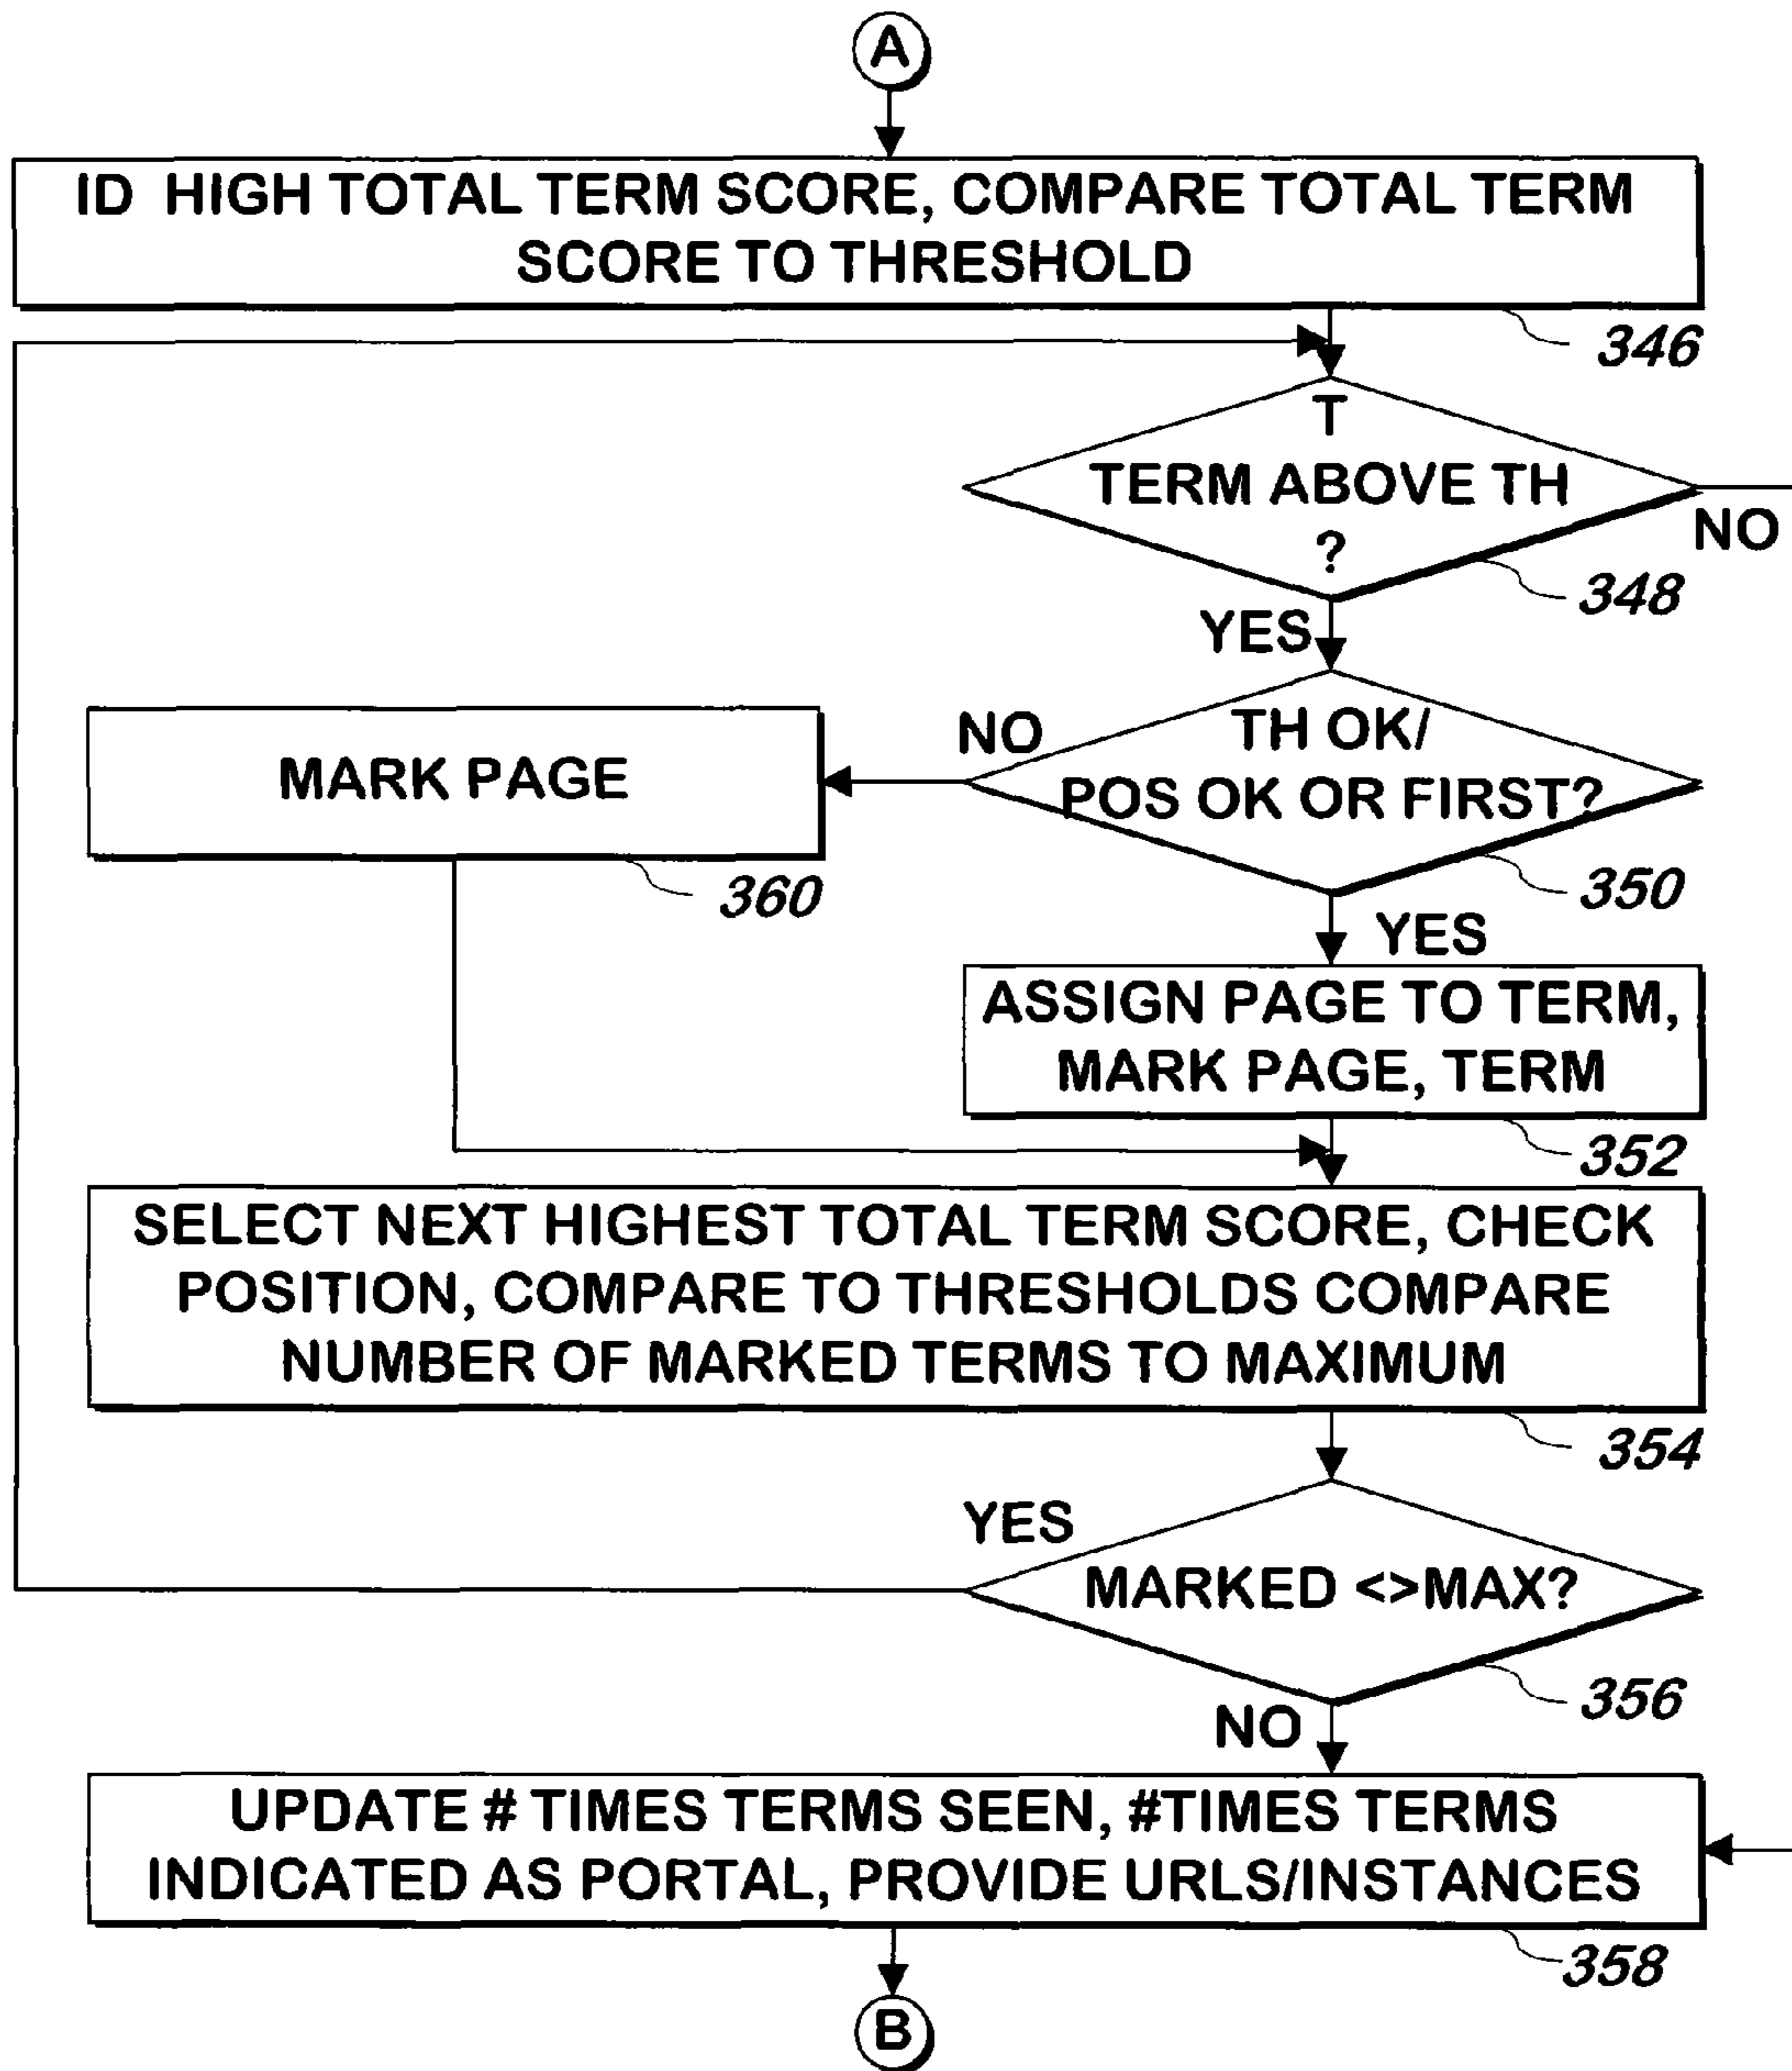 A
ID HIGH TOTAL TERM SCORE, COMPARE TOTAL TERM
SCORE TO THRESHOLD
346
T
TERM ABOVE TH
?
NO
348
YES
TH OK/
POS OK OR FIRST?
NO
MARK PAGE
360
350
YES
ASSIGN PAGE TO TERM,
MARK PAGE, TERM
352
SELECT NEXT HIGHEST TOTAL TERM SCORE, CHECK
POSITION, COMPARE TO THRESHOLDS COMPARE
NUMBER OF MARKED TERMS TO MAXIMUM
354
YES
MARKED <>MAX?
356
NO
UPDATE # TIMES TERMS SEEN, #TIMES TERMS
INDICATED AS PORTAL, PROVIDE URLS/INSTANCES
358
B